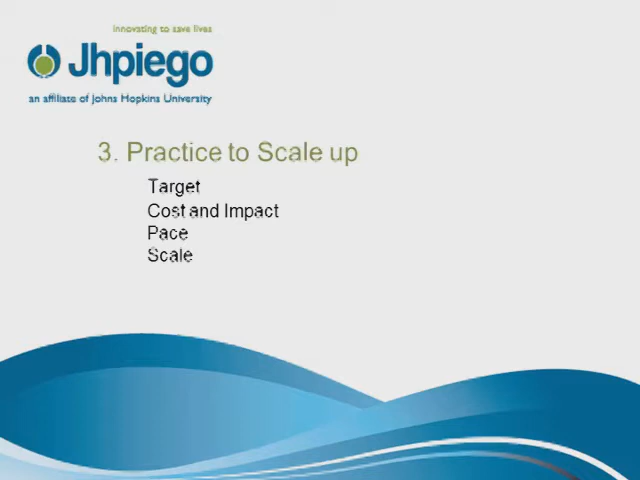 innovating to save lives
Jhpiego
an affiliate of Johns Hopkins University
3. Practice to Scale up
Target
Cost and Impact
Pace
Scale